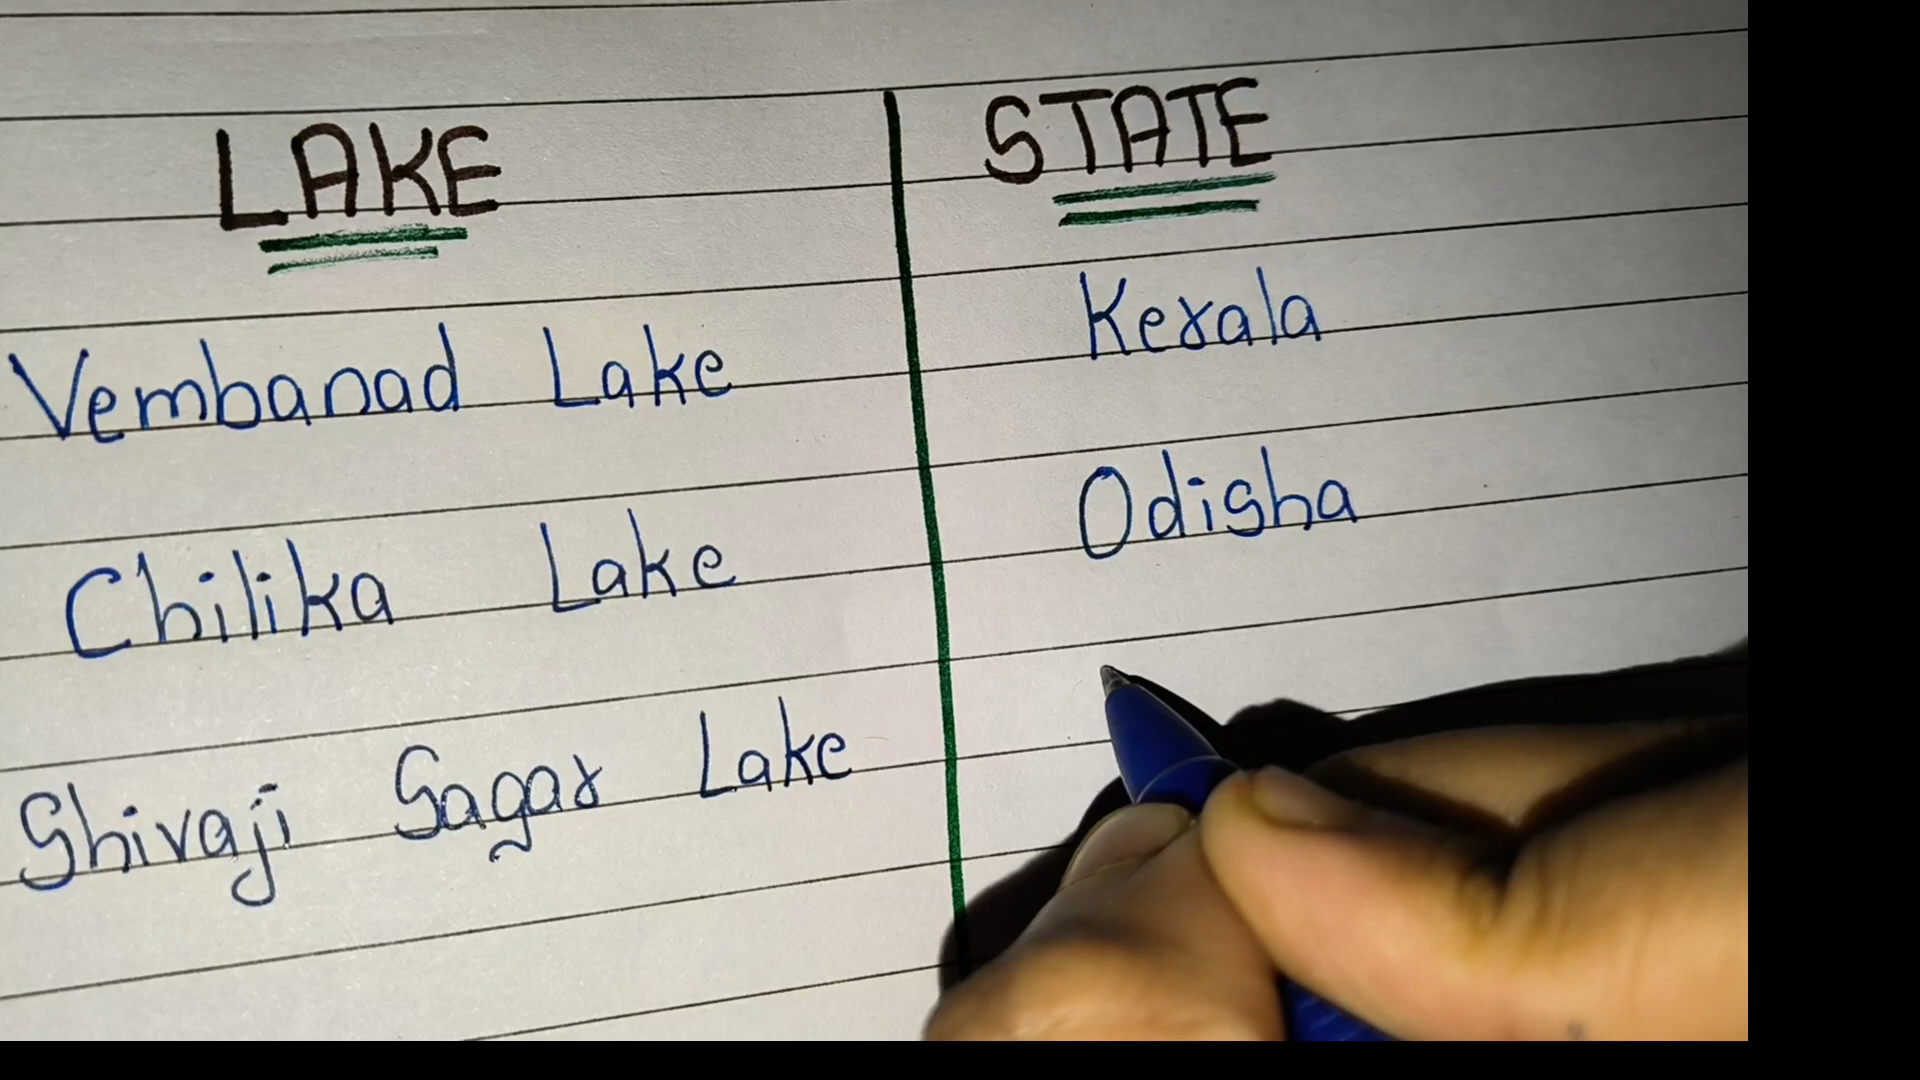 LAKE STATE
Vembanad Lake Kerala
Chilika Lake Odisha
Shivaji Sagar Lake